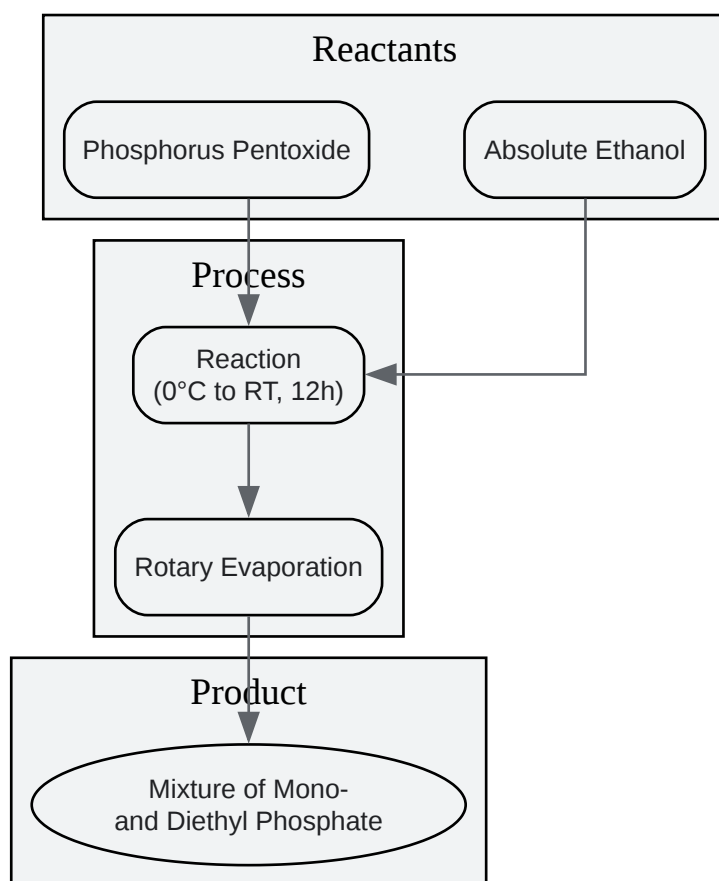 Reactants
Phosphorus Pentoxide
Absolute Ethanol
Process
Reaction
(0°C to RT, 12h)
Rotary Evaporation
Product
Mixture of Mono-
and Diethyl Phosphate